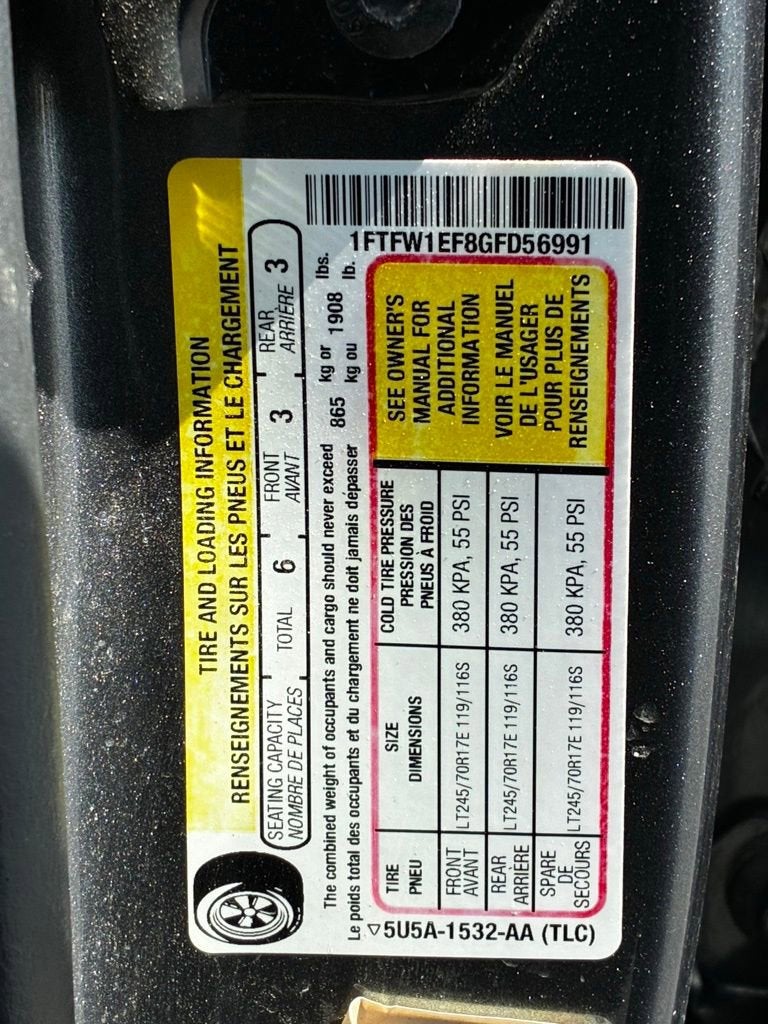 TIRE AND LOADING INFORMATION
RENSEIGNEMENTS SUR LES PNEUS ET LE CHARGEMENT
SEATING CAPACITY TOTAL 6 FRONT 3 REAR 3
NOMBRE DE PLACES AVANT ARRIÈRE
The combined weight of occupants and cargo should never exceed 865 kg or 1908 lbs.
Le poids total des occupants et du chargement ne doit jamais dépasser kg ou lb.
TIRE SIZE COLD TIRE PRESSURE
PNEU DIMENSIONS PRESSION DES
PNEUS À FROID
FRONT LT245/70R17E 119/116S 380 KPA, 55 PSI
AVANT
REAR LT245/70R17E 119/116S 380 KPA, 55 PSI
ARRIÈRE
SPARE LT245/70R17E 119/116S 380 KPA, 55 PSI
DE
SECOURS
SEE OWNER'S
MANUAL FOR
ADDITIONAL
INFORMATION
VOIR LE MANUEL
DE L'USAGER
POUR PLUS DE
RENSEIGNEMENTS
5U5A-1532-AA (TLC)
1FTFW1EF8GFD56991